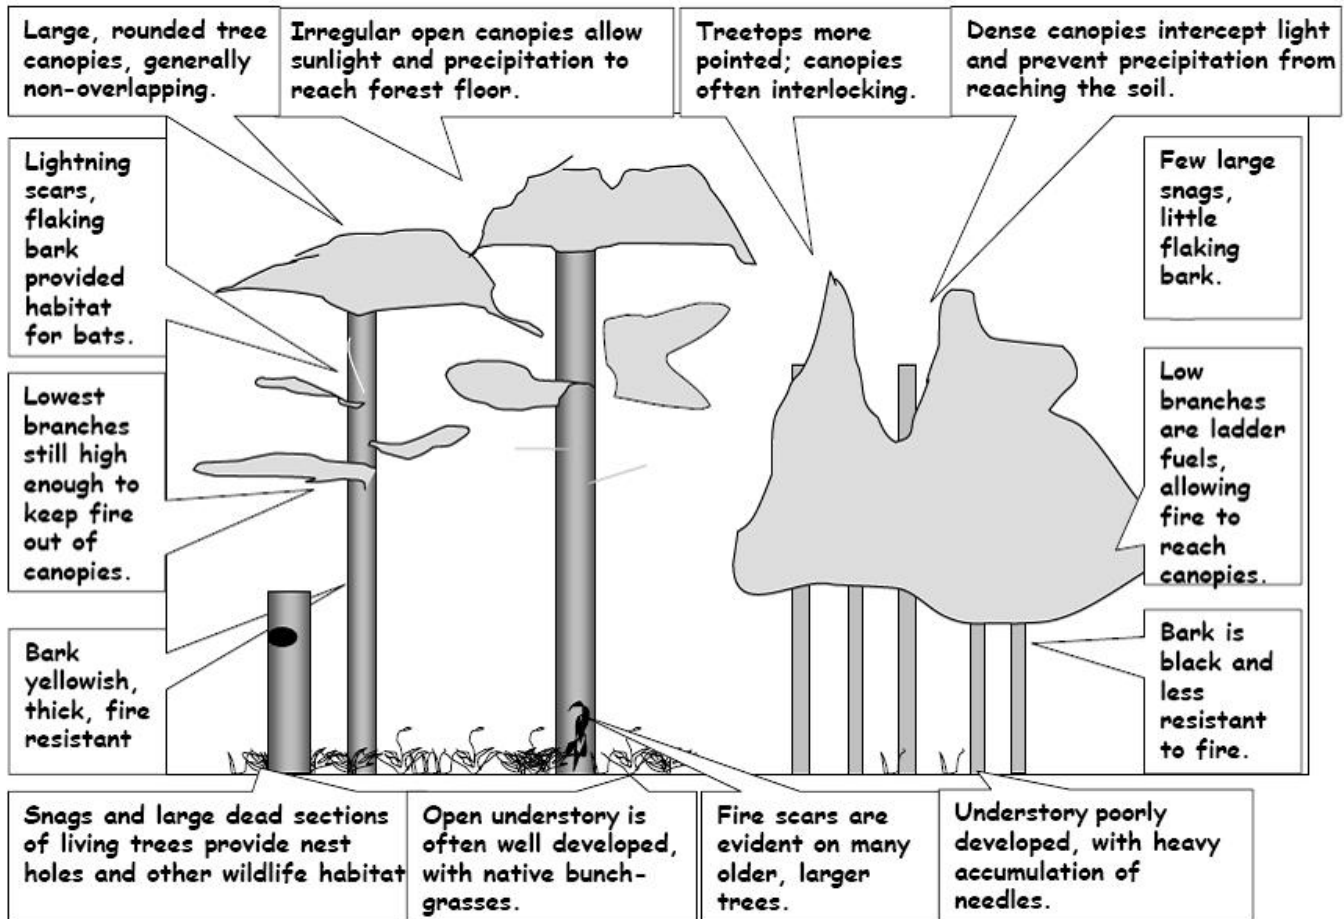 Large, rounded tree
canopies, generally
non-overlapping.
Irregular open canopies allow
sunlight and precipitation to
reach forest floor.
Treetops more
pointed; canopies
often interlocking.
Dense canopies intercept light
and prevent precipitation from
reaching the soil.
Lightning
scars,
flaking
bark
provided
habitat
for bats.
Few large
snags,
little
flaking
bark.
Lowest
branches
still high
enough to
keep fire
out of
canopies.
Low
branches
are ladder
fuels,
allowing
fire to
reach
canopies.
Bark
yellowish,
thick, fire
resistant
Bark is
black and
less
resistant
to fire.
Snags and large dead sections
of living trees provide nest
holes and other wildlife habitat
Open understory is
often well developed,
with native bunch-
grasses.
Fire scars are
evident on many
older, larger
trees.
Understory poorly
developed, with heavy
accumulation of
needles.